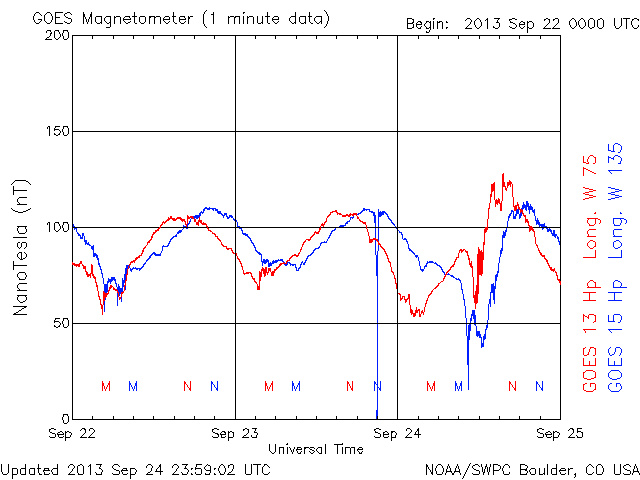 GOES Magnetometer (1 minute data)
Begin: 2013 Sep 22 0000 UTC
200
150
100
50
0
NanoTesla (nT)
M M N N M M N N M M N N
Sep 22 Sep 23 Sep 24 Sep 25
Universal Time
GOES 13 Hp Long. W 75
GOES 15 Hp Long. W 135
Updated 2013 Sep 24 23:59:02 UTC
NOAA/SWPC Boulder, CO USA